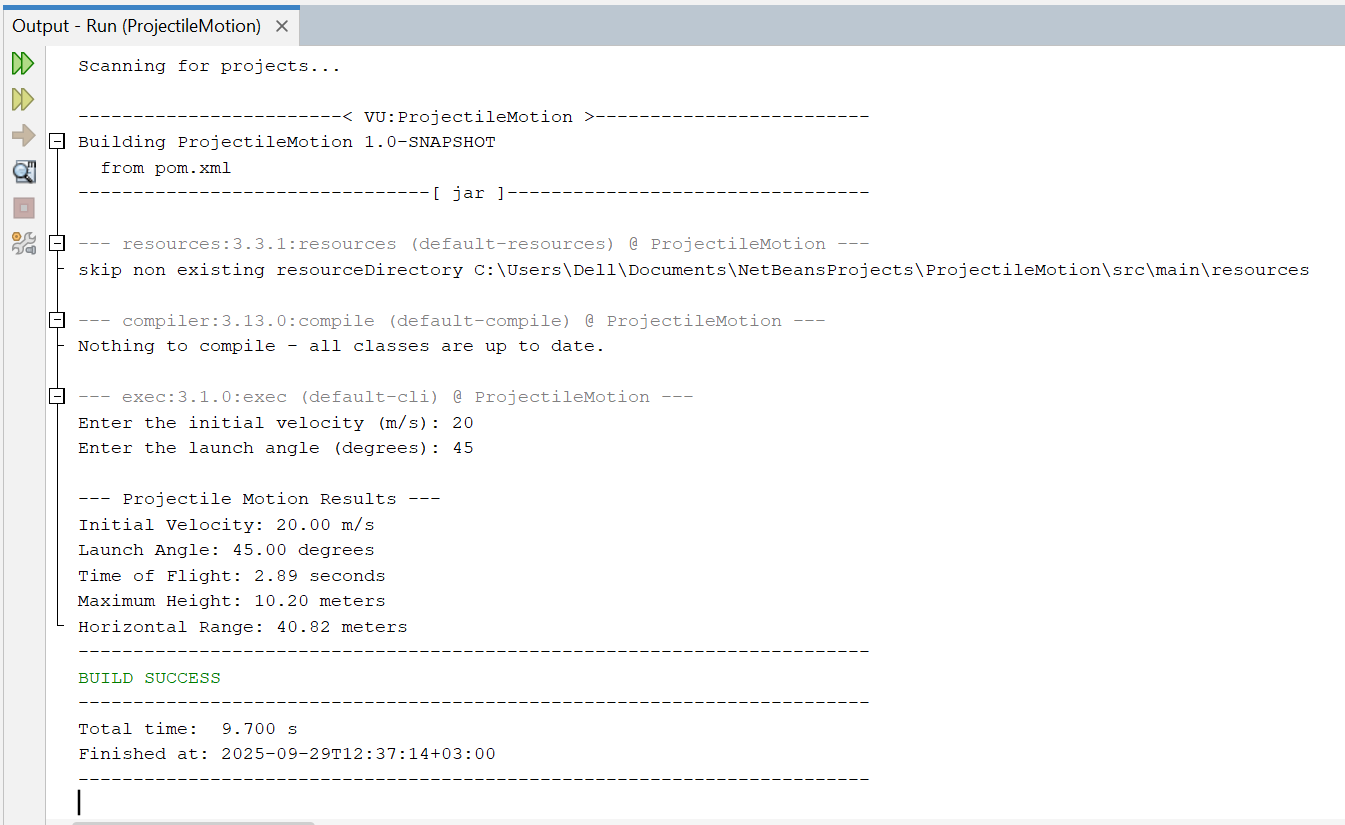 Output - Run (ProjectileMotion) ×
Scanning for projects...
------------------------< VU:ProjectileMotion >-------------------------
Building ProjectileMotion 1.0-SNAPSHOT
  from pom.xml
--------------------------------[ jar ]---------------------------------
--- resources:3.3.1:resources (default-resources) @ ProjectileMotion ---
skip non existing resourceDirectory C:\Users\Dell\Documents\NetBeansProjects\ProjectileMotion\src\main\resources
--- compiler:3.13.0:compile (default-compile) @ ProjectileMotion ---
Nothing to compile - all classes are up to date.
--- exec:3.1.0:exec (default-cli) @ ProjectileMotion ---
Enter the initial velocity (m/s): 20
Enter the launch angle (degrees): 45
--- Projectile Motion Results ---
Initial Velocity: 20.00 m/s
Launch Angle: 45.00 degrees
Time of Flight: 2.89 seconds
Maximum Height: 10.20 meters
Horizontal Range: 40.82 meters
------------------------------------------------------------------------
BUILD SUCCESS
------------------------------------------------------------------------
Total time:  9.700 s
Finished at: 2025-09-29T12:37:14+03:00
------------------------------------------------------------------------